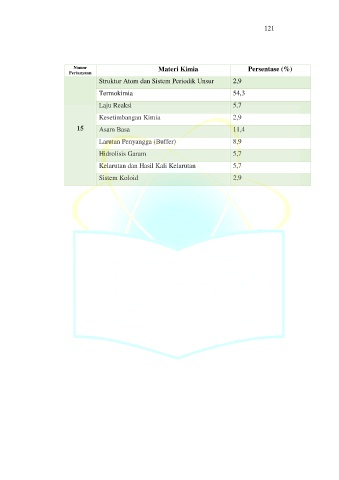 121
Nomor Pertanyaan Materi Kimia Persentase (%)
Struktur Atom dan Sistem Periodik Unsur 2,9
Termokimia 54,3
Laju Reaksi 5,7
Kesetimbangan Kimia 2,9
15 Asam Basa 11,4
Larutan Penyangga (Buffer) 8,9
Hidrolisis Garam 5,7
Kelarutan dan Hasil Kali Kelarutan 5,7
Sistem Koloid 2,9